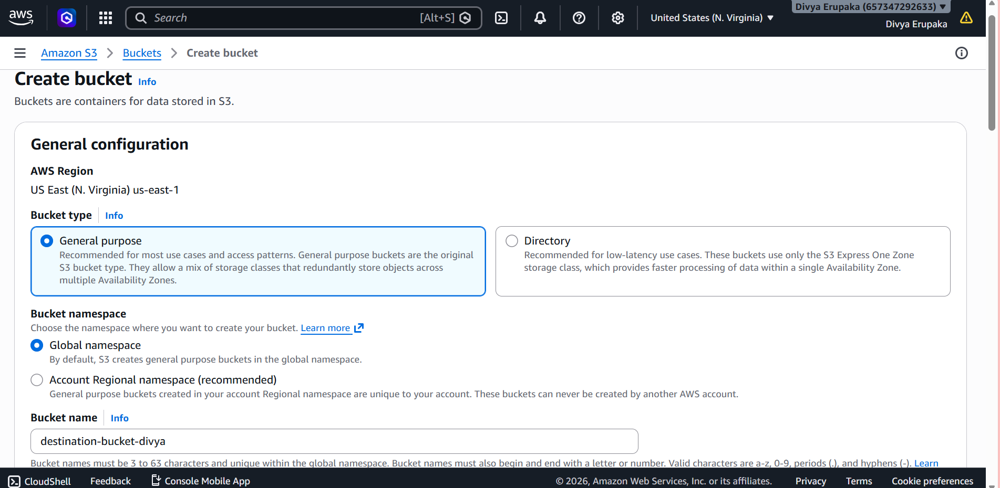 aws
Search [Alt+S]
United States (N. Virginia) ▼
Divya Erupaka (657347292633) ▼
Divya Erupaka
Amazon S3 > Buckets > Create bucket
Create bucket Info
Buckets are containers for data stored in S3.
General configuration
AWS Region
US East (N. Virginia) us-east-1
Bucket type Info
General purpose
Recommended for most use cases and access patterns. General purpose buckets are the original
S3 bucket type. They allow a mix of storage classes that redundantly store objects across
multiple Availability Zones.
Directory
Recommended for low-latency use cases. These buckets use only the S3 Express One Zone
storage class, which provides faster processing of data within a single Availability Zone.
Bucket namespace
Choose the namespace where you want to create your bucket. Learn more
Global namespace
By default, S3 creates general purpose buckets in the global namespace.
Account Regional namespace (recommended)
General purpose buckets created in your account Regional namespace are unique to your account. These buckets can never be created by another AWS account.
Bucket name Info
destination-bucket-divya
Bucket names must be 3 to 63 characters and unique within the global namespace. Bucket names must also begin and end with a letter or number. Valid characters are a-z, 0-9, periods (.), and hyphens (-). Learn
CloudShell Feedback Console Mobile App © 2026, Amazon Web Services, Inc. or its affiliates. Privacy Terms Cookie preferences